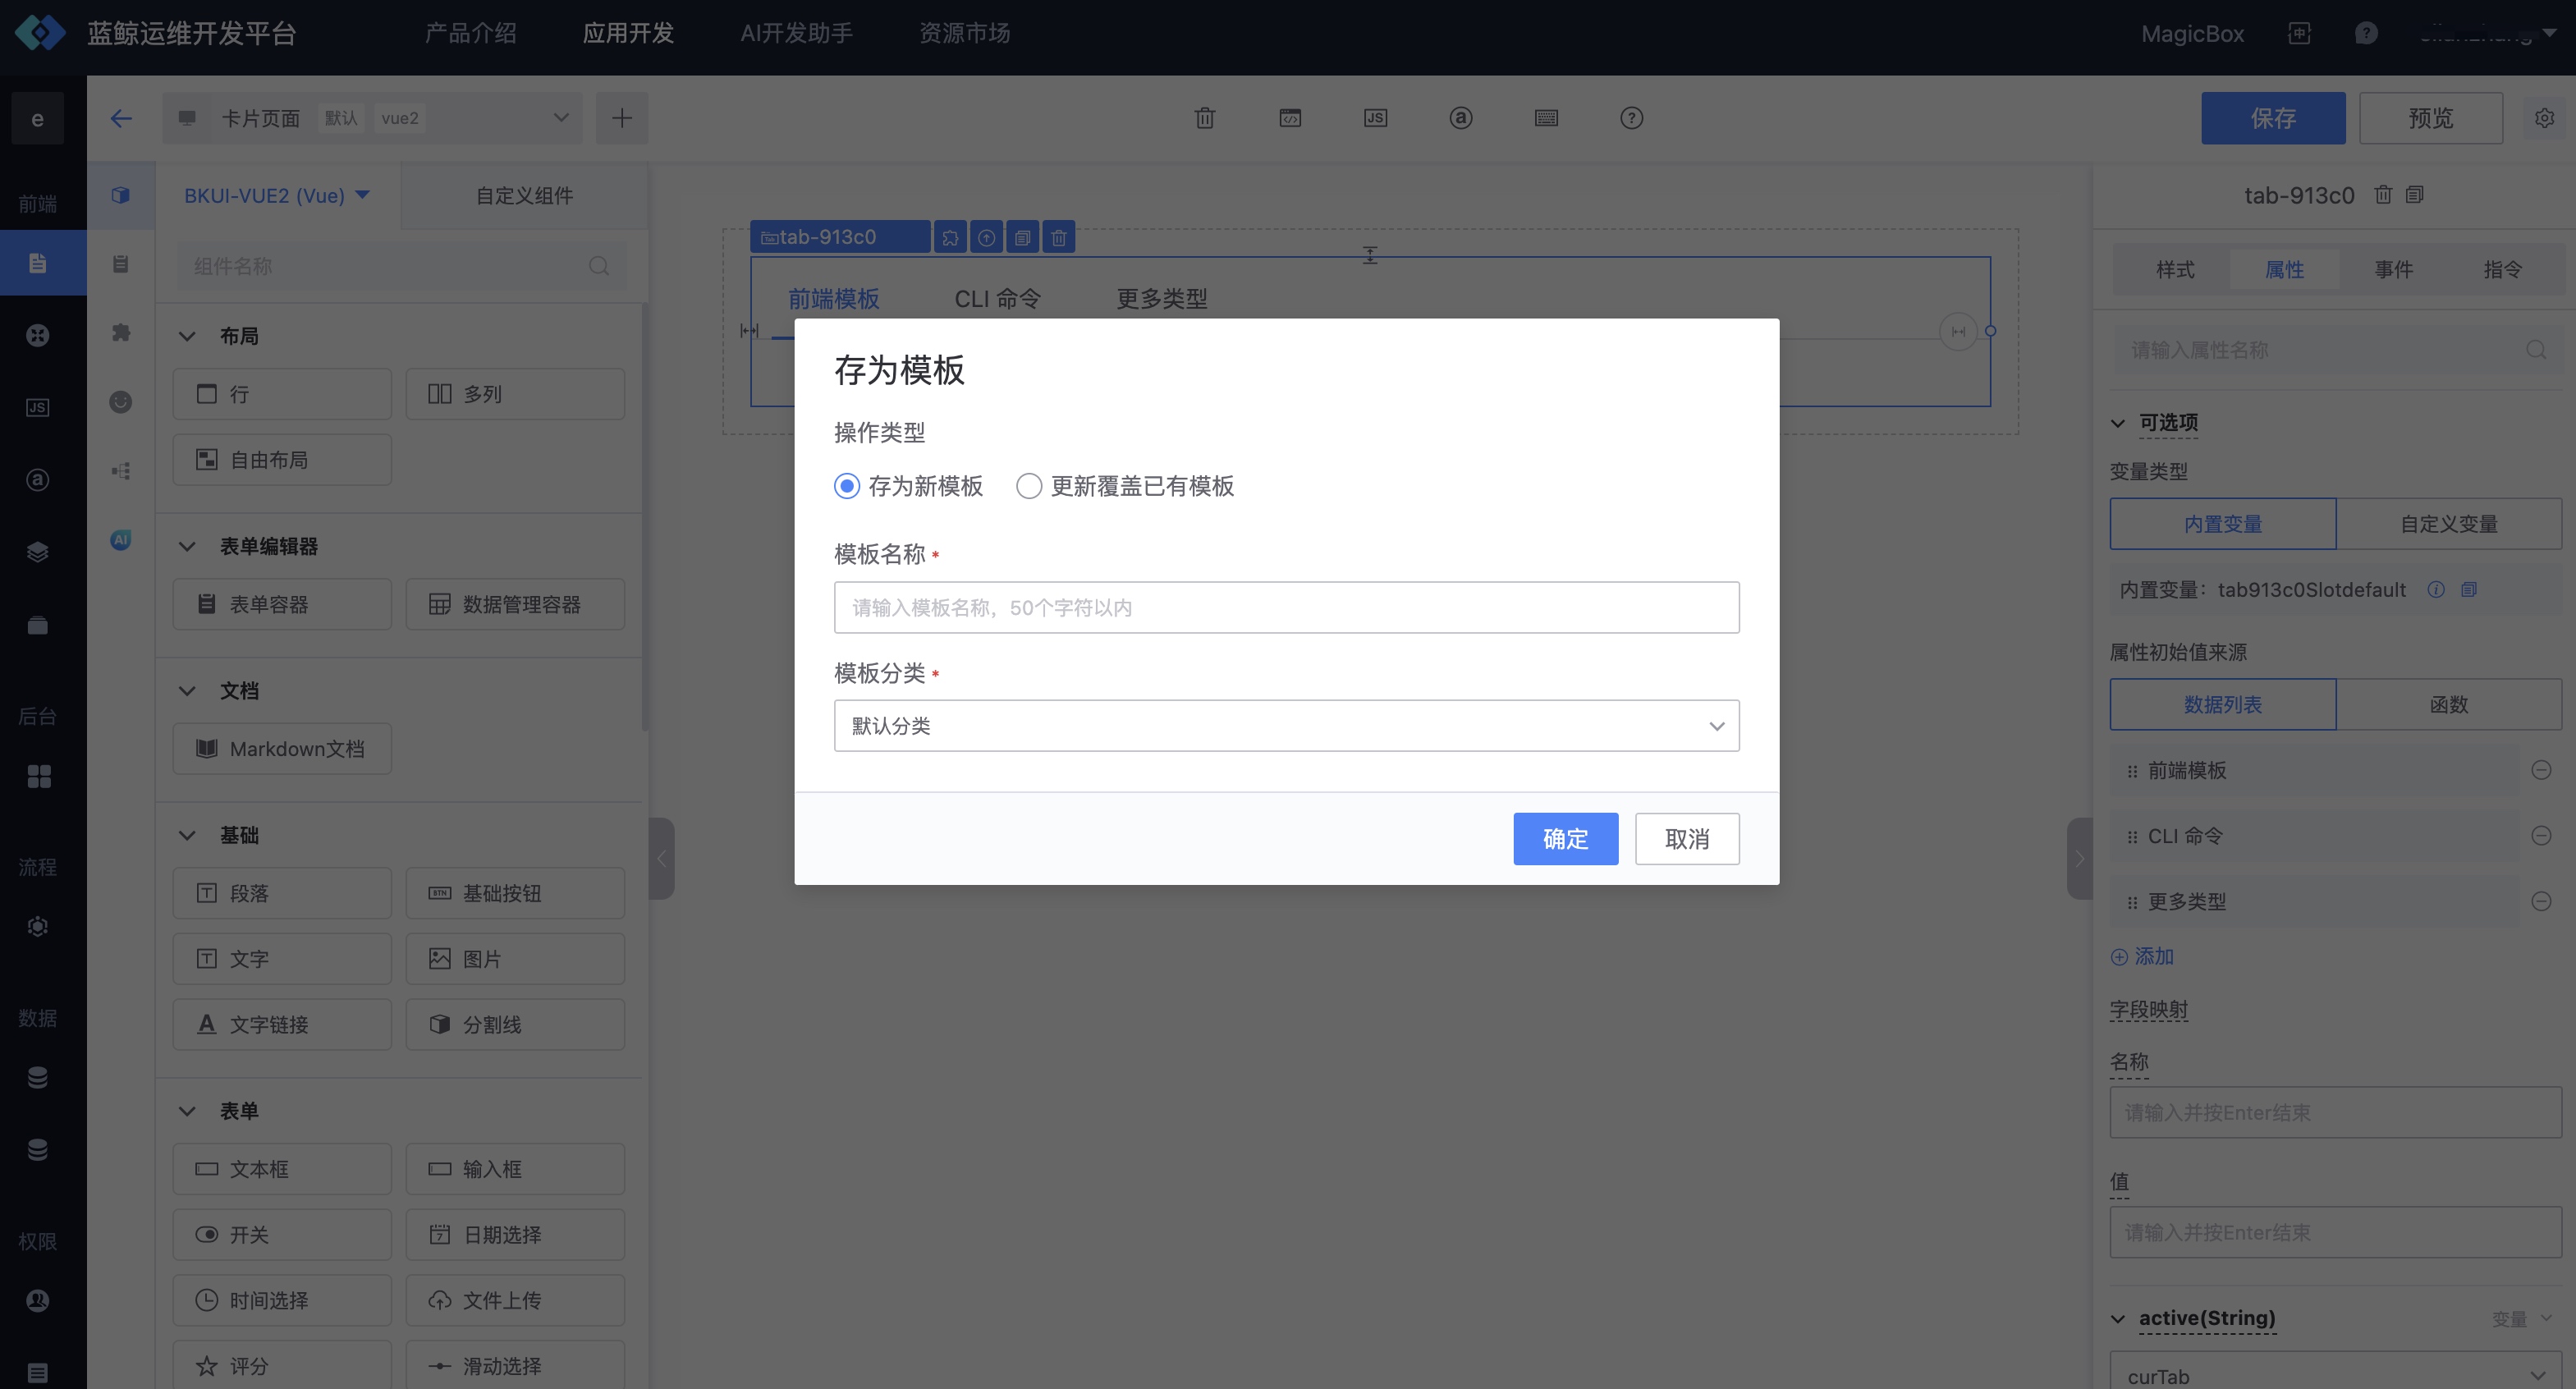 蓝鲸运维开发平台
产品介绍
应用开发
AI开发助手
资源市场
MagicBox
e
卡片页面
默认
vue2
保存
预览
前端
后台
流程
数据
权限
BKUI-VUE2 (Vue)
自定义组件
组件名称
布局
行
多列
自由布局
表单编辑器
表单容器
数据管理容器
文档
Markdown文档
基础
段落
基础按钮
文字
图片
文字链接
分割线
表单
文本框
输入框
开关
日期选择
时间选择
文件上传
评分
滑动选择
tab-913c0
前端模板
CLI 命令
更多类型
存为模板
操作类型
存为新模板
更新覆盖已有模板
模板名称 *
请输入模板名称，50个字符以内
模板分类 *
默认分类
确定
取消
tab-913c0
样式
属性
事件
指令
请输入属性名称
可选项
变量类型
内置变量
自定义变量
内置变量：tab913c0Slotdefault
属性初始值来源
数据列表
函数
前端模板
CLI 命令
更多类型
添加
字段映射
名称
请输入并按Enter结束
值
请输入并按Enter结束
active(String)
变量
curTab